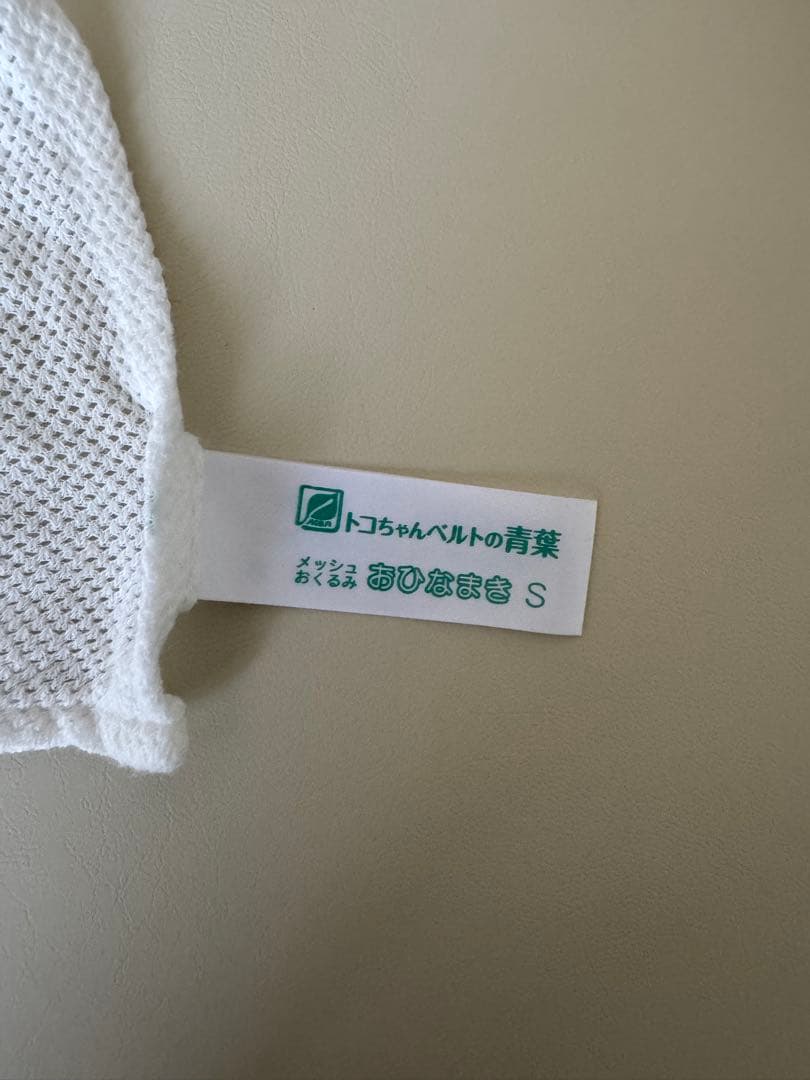 トコちゃんベルトの青葉
メッシュ
おくるみ
おひなまき S